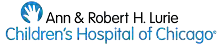 Ann & Robert H. Lurie
Children's Hospital of Chicago®